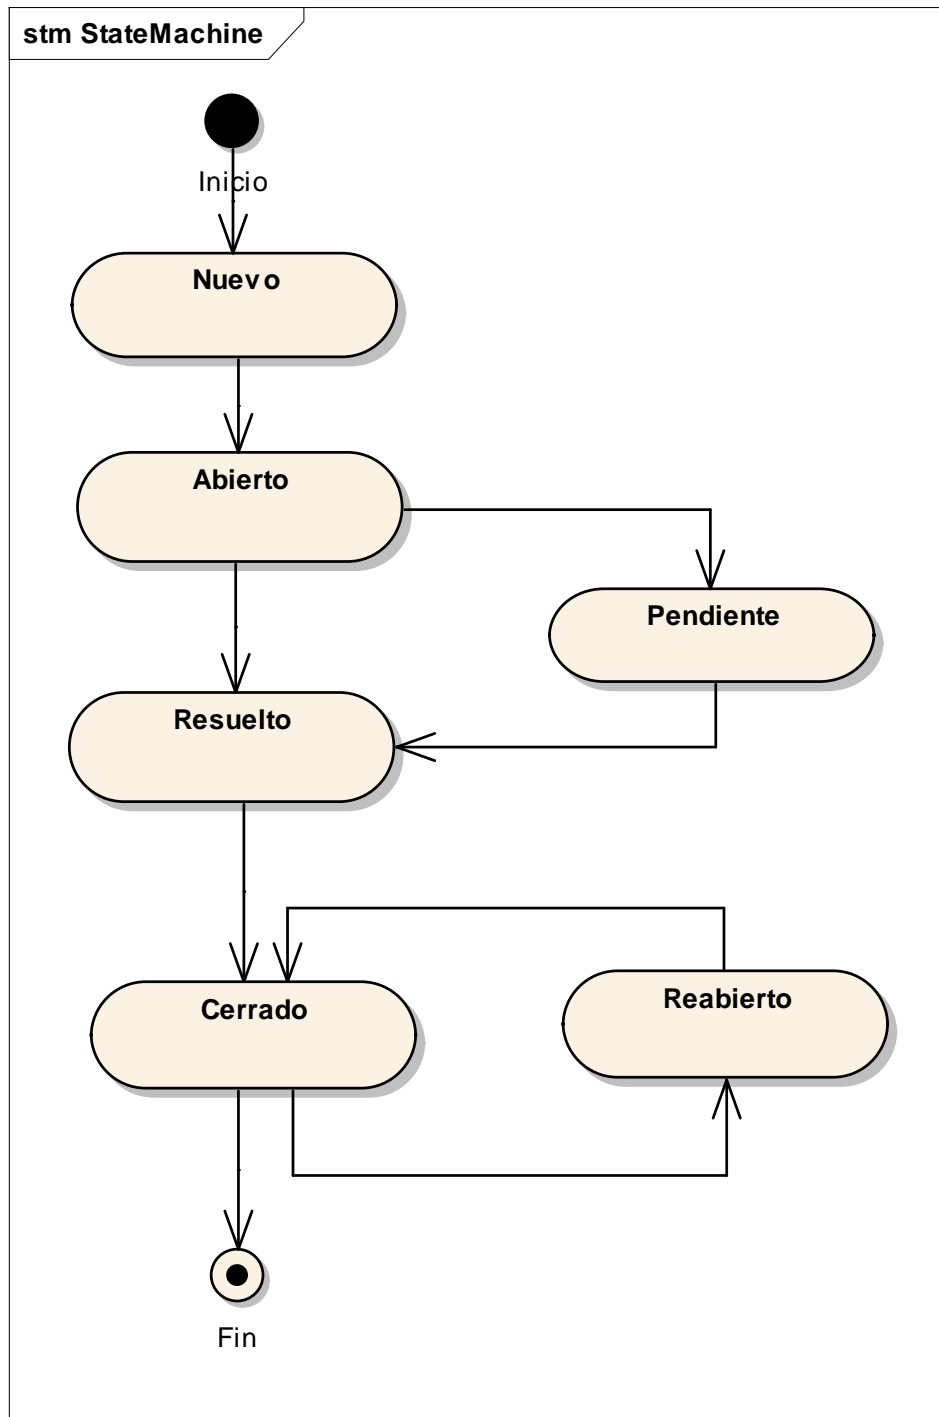 stm StateMachine
Inicio
Nuevo
Abierto
Pendiente
Resuelto
Cerrado
Reabierto
Fin